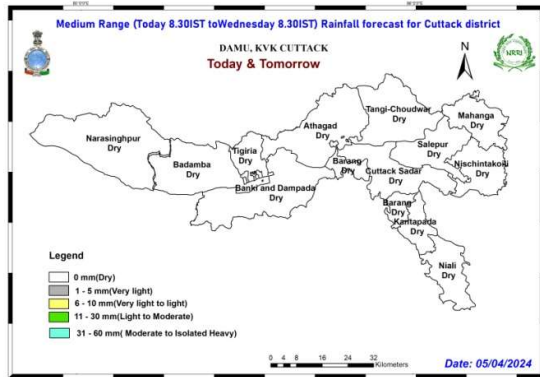 Medium Range (Today 8.30IST toWednesday 8.30IST) Rainfall forecast for Cuttack district
DAMU, KVK CUTTACK
Today & Tomorrow
N
NRRI
Narasinghpur
Dry
Badamba
Dry
Tigiria
Dry
Banki and Dampada
Dry
Athagad
Dry
Tangi-Choudwar
Dry
Mahanga
Dry
Salepur
Dry
Nischintakoili
Dry
Barang
Dry
Cuttack Sadar
Dry
Barang
Dry
Kantapada
Dry
Niali
Dry
Legend
0 mm(Dry)
1 - 5 mm(Very light)
6 - 10 mm(Very light to light)
11 - 30 mm(Light to Moderate)
31 - 60 mm( Moderate to Isolated Heavy)
0 4 8 16 24 32
Kilometers
Date: 05/04/2024